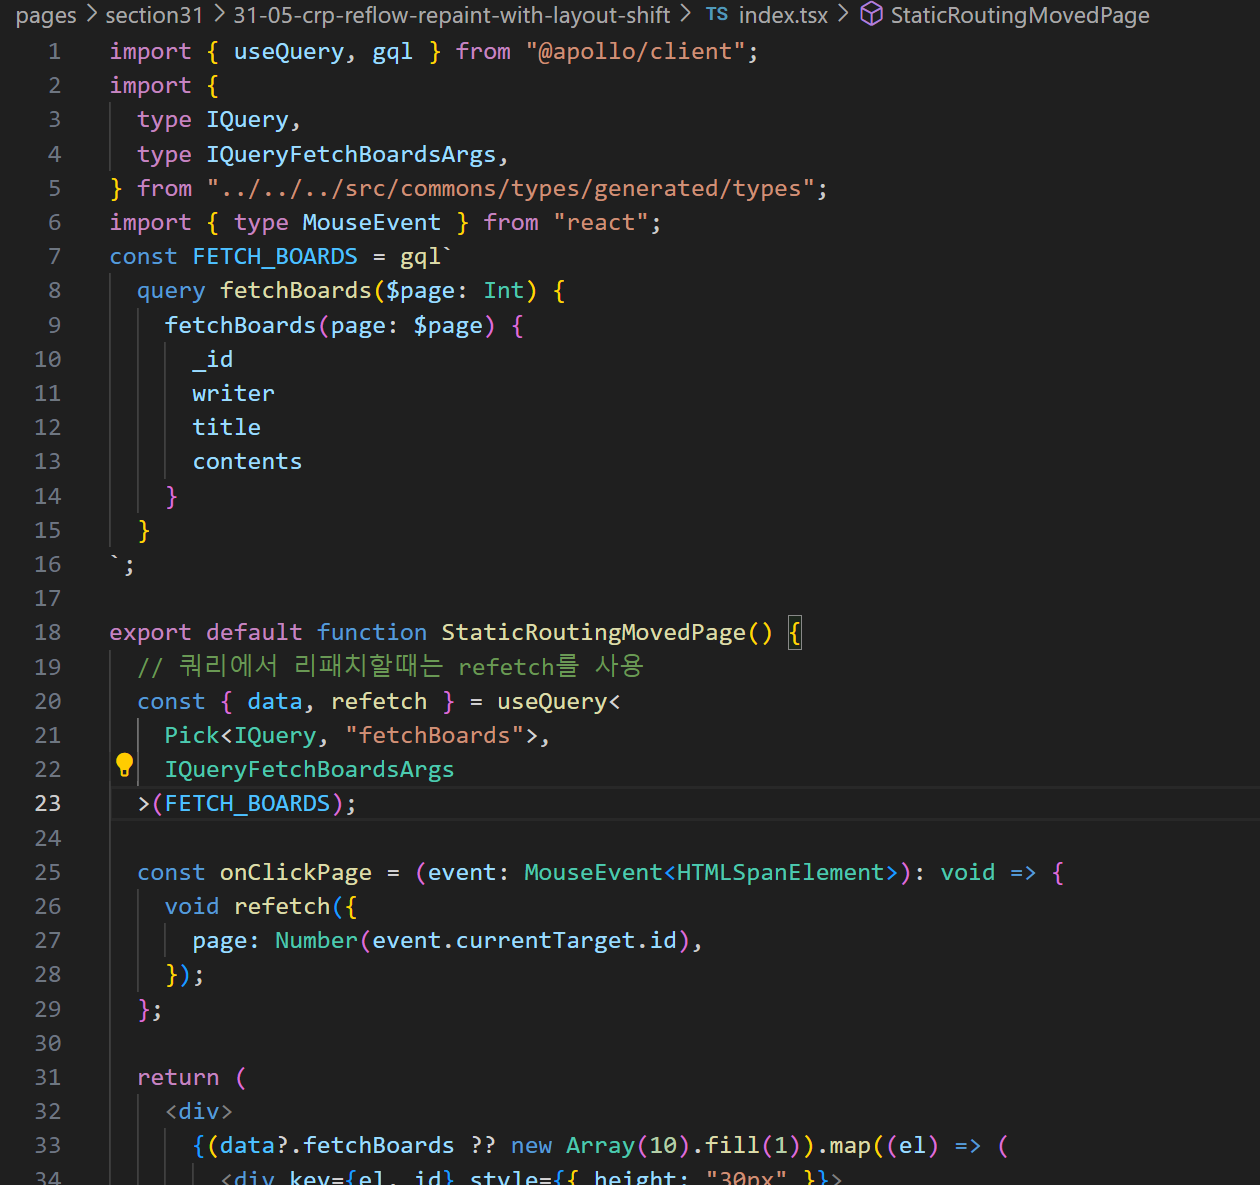 pages > section31 > 31-05-crp-reflow-repaint-with-layout-shift > TS index.tsx > StaticRoutingMovedPage
1 import { useQuery, gql } from "@apollo/client";
2 import {
3   type IQuery,
4   type IQueryFetchBoardsArgs,
5 } from "../../../src/commons/types/generated/types";
6 import { type MouseEvent } from "react";
7 const FETCH_BOARDS = gql`
8   query fetchBoards($page: Int) {
9     fetchBoards(page: $page) {
10       _id
11       writer
12       title
13       contents
14     }
15   }
16 `;
17
18 export default function StaticRoutingMovedPage() {
19   // 쿼리에서 리패치할때는 refetch를 사용
20   const { data, refetch } = useQuery<
21     Pick<IQuery, "fetchBoards">,
22     IQueryFetchBoardsArgs
23   >(FETCH_BOARDS);
24
25   const onClickPage = (event: MouseEvent<HTMLSpanElement>): void => {
26     void refetch({
27       page: Number(event.currentTarget.id),
28     });
29   };
30
31   return (
32     <div>
33       {(data?.fetchBoards ?? new Array(10).fill(1)).map((el) => (
34         <div key={el._id} style={{ height: "30px" }}>